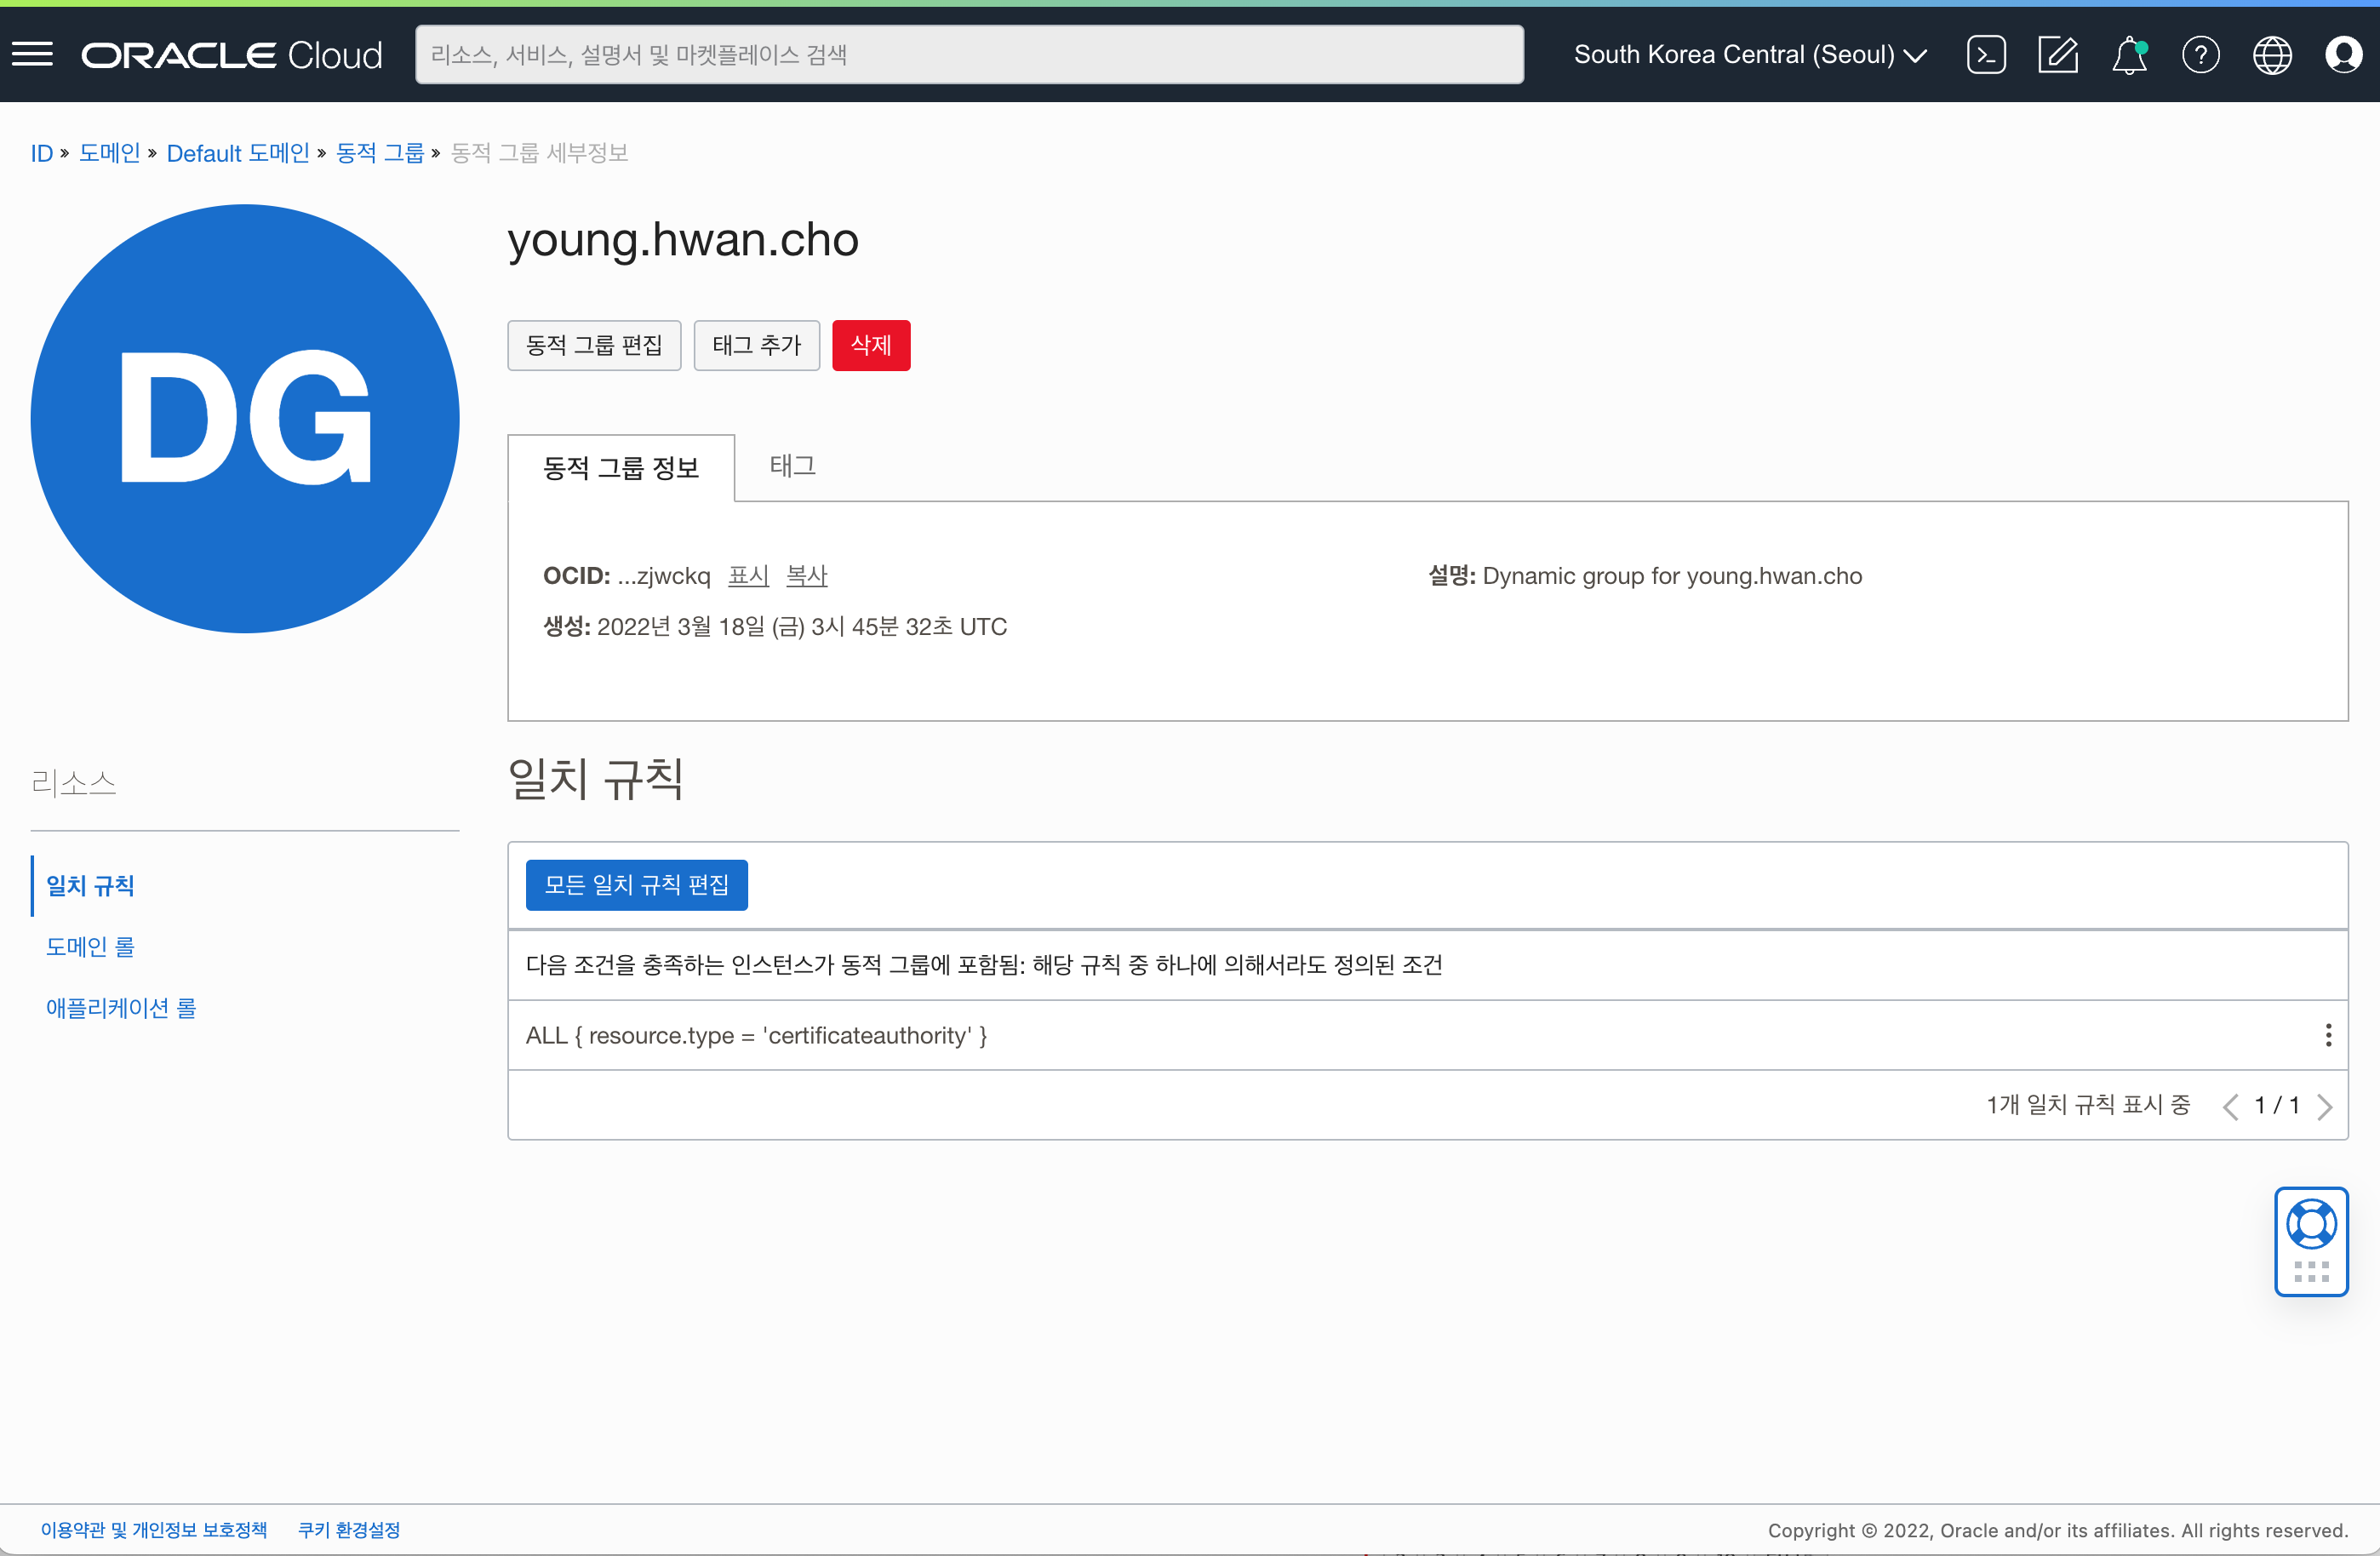 ORACLE Cloud
리소스, 서비스, 설명서 및 마켓플레이스 검색
South Korea Central (Seoul)
ID » 도메인 » Default 도메인 » 동적 그룹 » 동적 그룹 세부정보
DG
young.hwan.cho
동적 그룹 편집 태그 추가 삭제
동적 그룹 정보 태그
OCID: ...zjwckq 표시 복사
설명: Dynamic group for young.hwan.cho
생성: 2022년 3월 18일 (금) 3시 45분 32초 UTC
리소스
일치 규칙
도메인 롤
애플리케이션 롤
일치 규칙
모든 일치 규칙 편집
다음 조건을 충족하는 인스턴스가 동적 그룹에 포함됨: 해당 규칙 중 하나에 의해서라도 정의된 조건
ALL { resource.type = 'certificateauthority' }
1개 일치 규칙 표시 중 1 / 1
이용약관 및 개인정보 보호정책 쿠키 환경설정
Copyright © 2022, Oracle and/or its affiliates. All rights reserved.